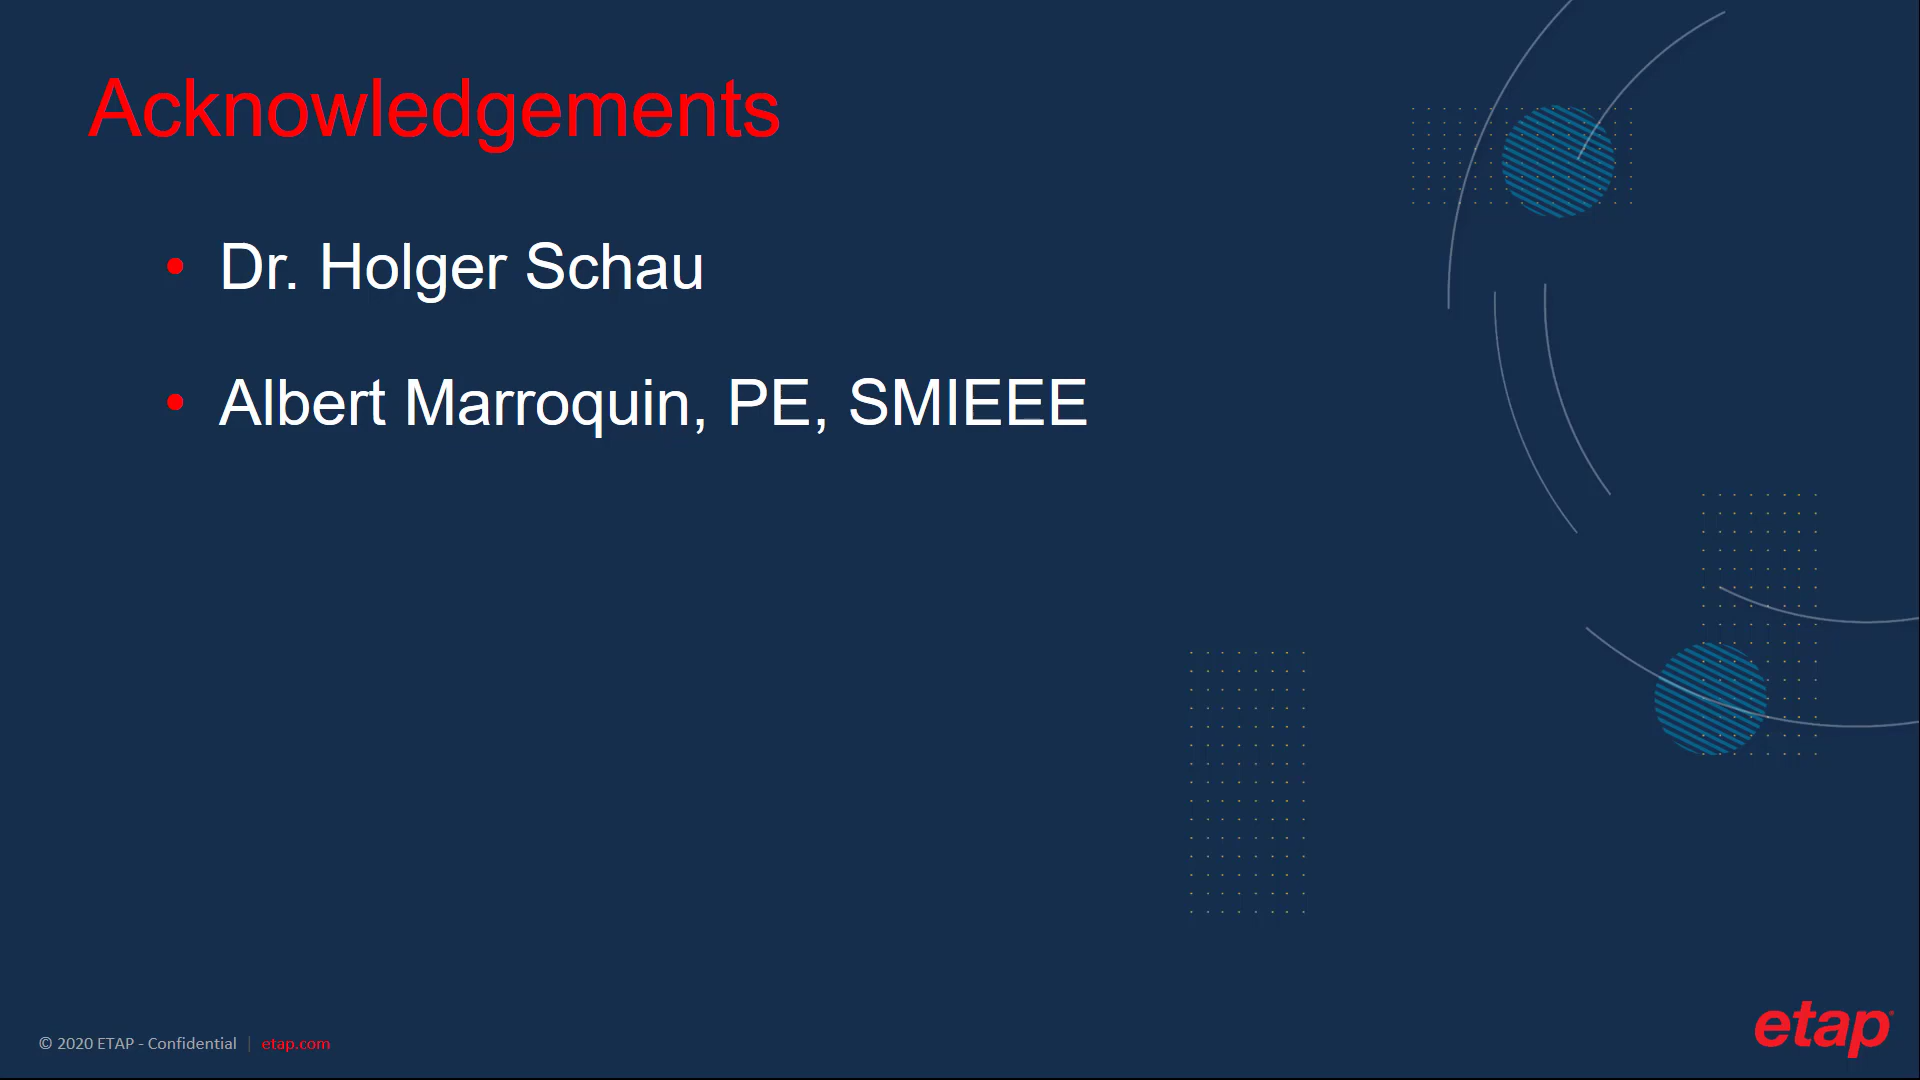 Acknowledgements
• Dr. Holger Schau
• Albert Marroquin, PE, SMIEEE
© 2020 ETAP - Confidential | etap.com
etap